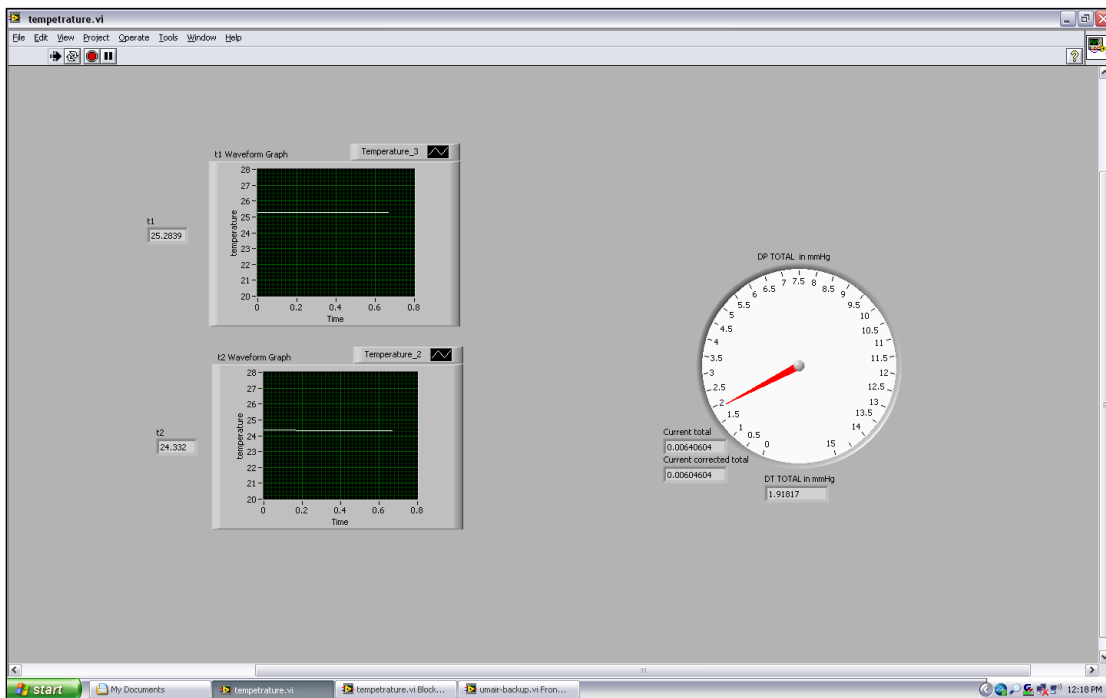 tempetrature.vi
File Edit View Project Operate Tools Window Help
?
t1 Waveform Graph
Temperature_3
28
27
26
25
24
23
22
21
20
temperature
0 0.2 0.4 0.6 0.8
Time
t1
25.2839
t2 Waveform Graph
Temperature_2
28
27
26
25
24
23
22
21
20
temperature
0 0.2 0.4 0.6 0.8
Time
t2
24.332
DP TOTAL in mmHg
0
0.5
1
1.5
2
2.5
3
3.5
4
4.5
5
5.5
6
6.5
7
7.5
8
8.5
9
9.5
10
10.5
11
11.5
12
12.5
13
13.5
14
15
Current total
0.00640604
Current corrected total
0.00604604
DT TOTAL in mmHg
1.91817
start
My Documents
tempetrature.vi
tempetrature.vi Block...
umair-backup.vi Fron...
12:18 PM